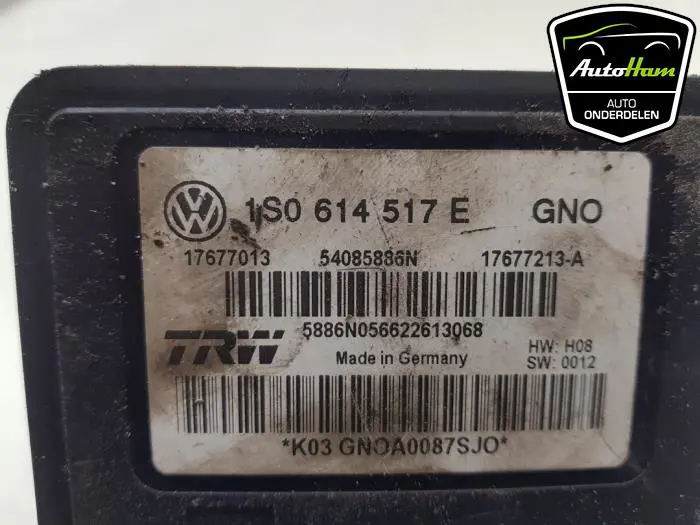 AutoHam
AUTO
ONDERDELEN
1S0 614 517 E GNO
17677013 54085886N 17677213-A
5886N056622613068
TRW
Made in Germany
HW: H08
SW: 0012
*K03 GNOA0087SJO*